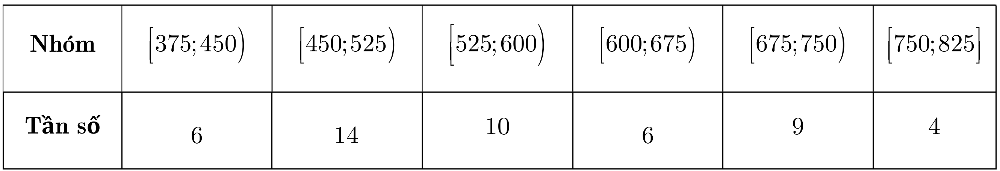 Nhóm [375; 450) [450; 525) [525; 600) [600; 675) [675; 750) [750; 825]
Tần số 6 14 10 6 9 4